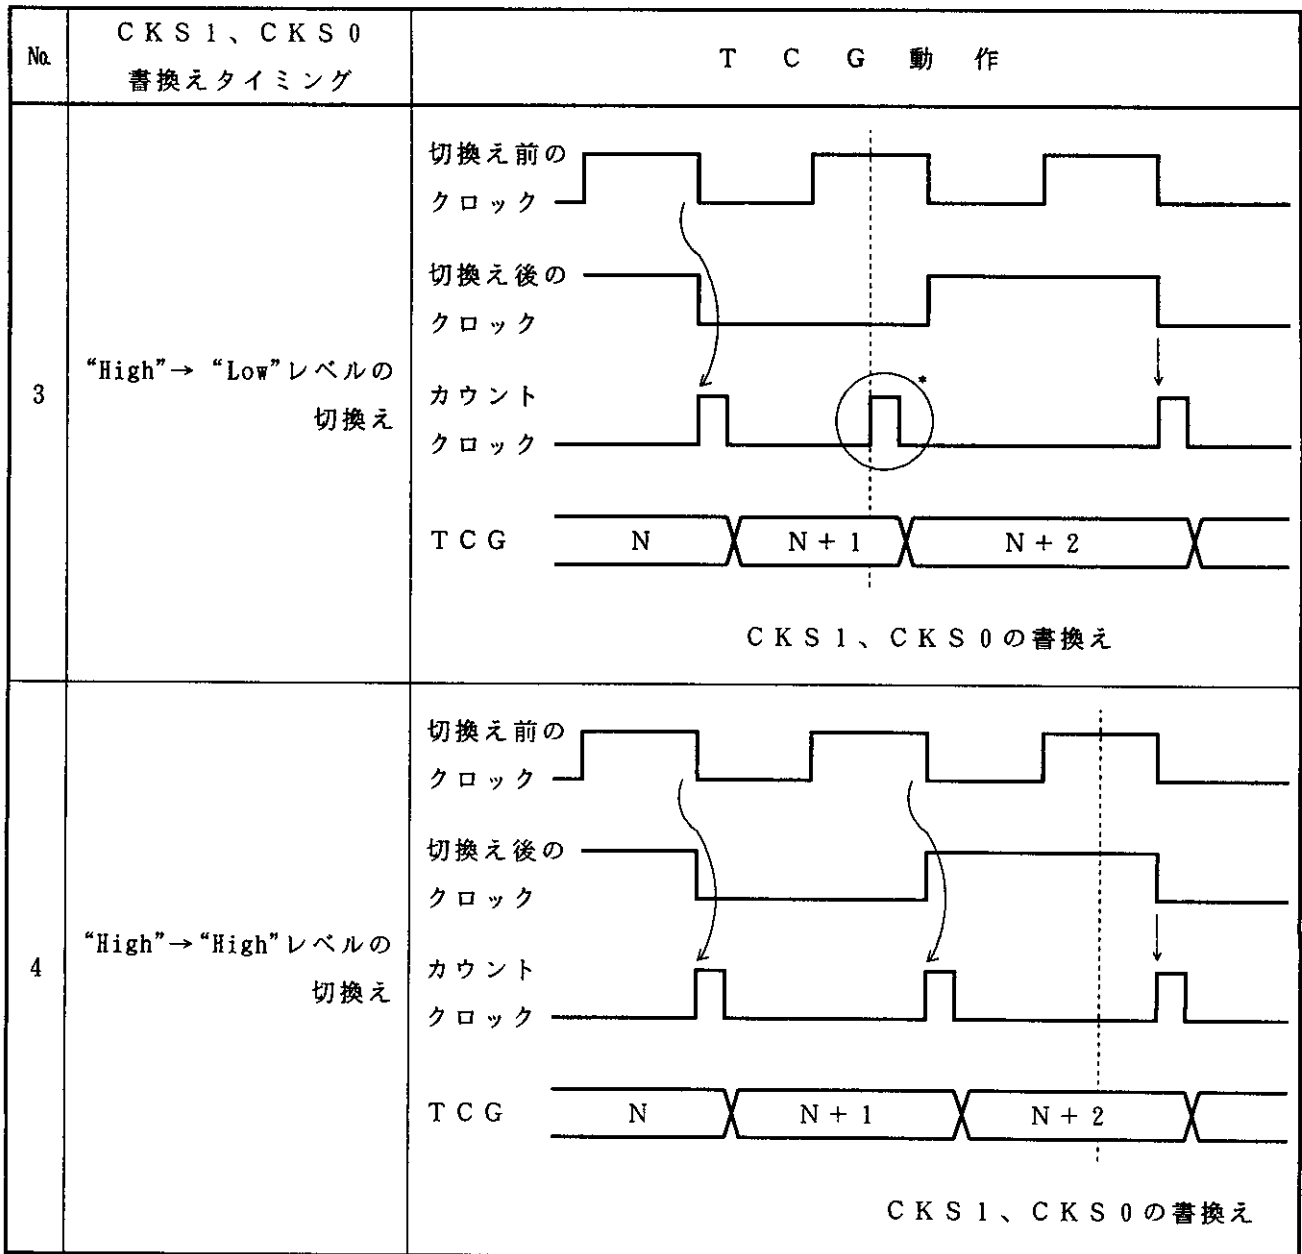 No.
CKS1、CKS0
書換えタイミング
TCG動作
3
“High”→“Low”レベルの
切換え
切換え前の
クロック
切換え後の
クロック
カウント
クロック
*
TCG
N
N+1
N+2
CKS1、CKS0の書換え
4
“High”→“High”レベルの
切換え
切換え前の
クロック
切換え後の
クロック
カウント
クロック
TCG
N
N+1
N+2
CKS1、CKS0の書換え